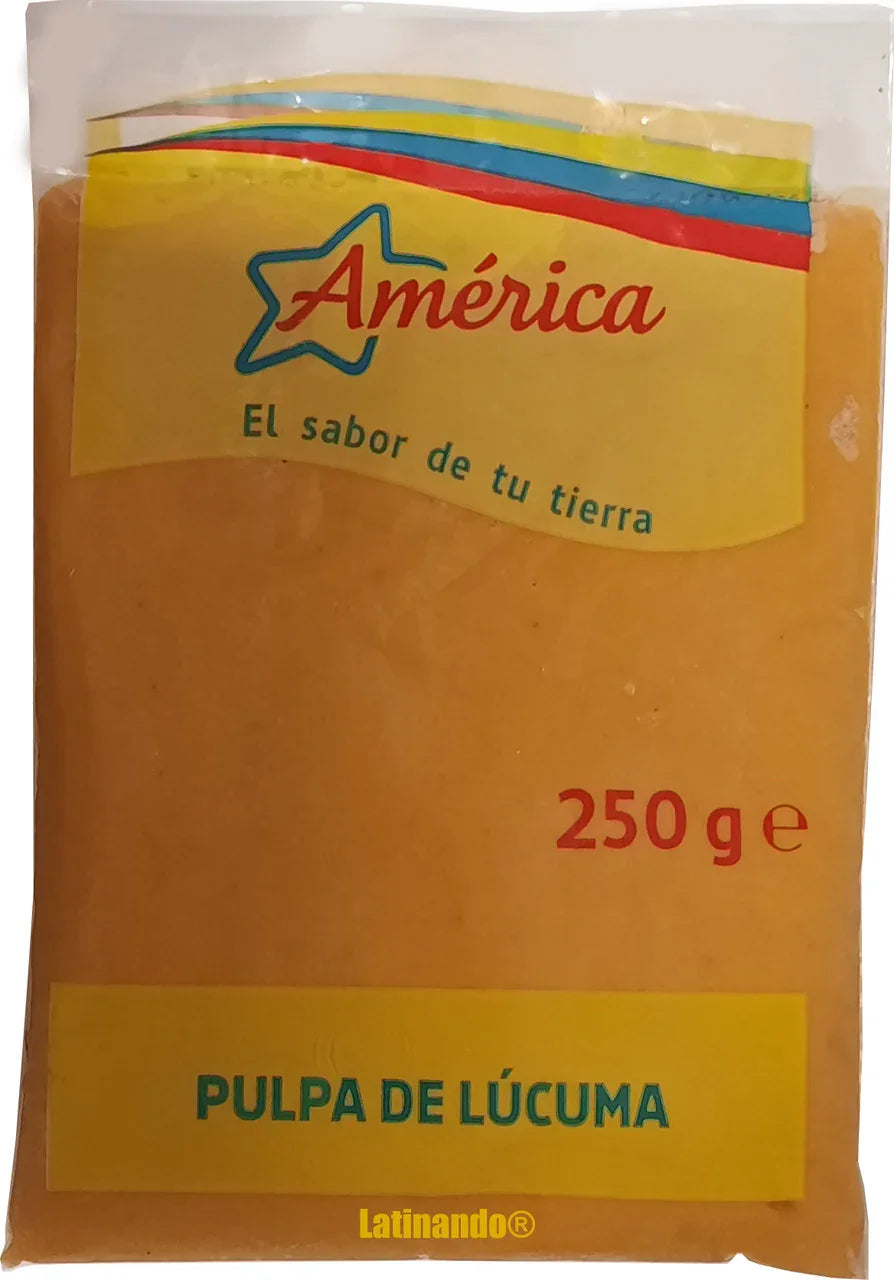 América
El sabor de tu tierra
250 g ℮
PULPA DE LÚCUMA
Latinando®